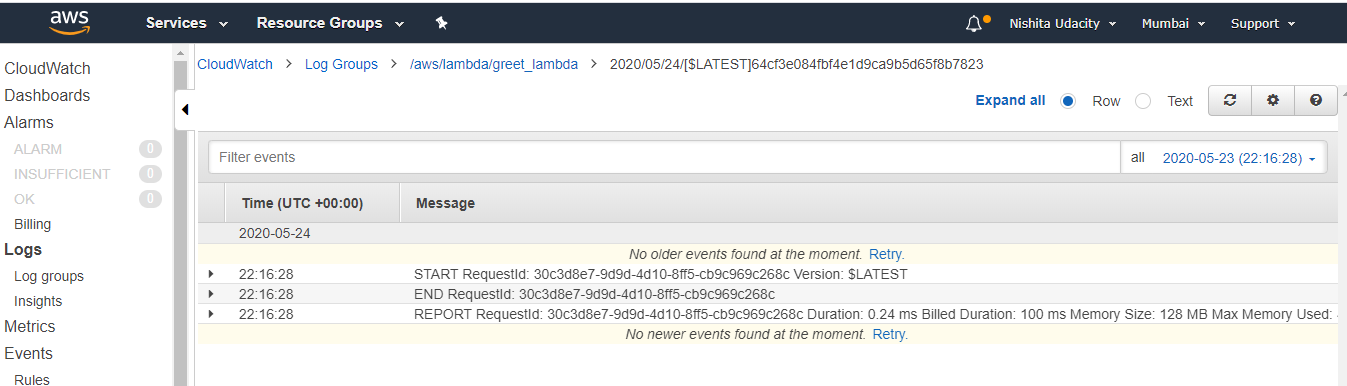 aws Services Resource Groups Nishita Udacity Mumbai Support
CloudWatch
Dashboards
Alarms
ALARM 0
INSUFFICIENT 0
OK 0
Billing
Logs
Log groups
Insights
Metrics
Events
Rules
CloudWatch > Log Groups > /aws/lambda/greet_lambda > 2020/05/24/[$LATEST]64cf3e084fbf4e1d9ca9b5d65f8b7823
Expand all Row Text
Filter events all 2020-05-23 (22:16:28)
Time (UTC +00:00) Message
2020-05-24
No older events found at the moment. Retry.
22:16:28 START RequestId: 30c3d8e7-9d9d-4d10-8ff5-cb9c969c268c Version: $LATEST
22:16:28 END RequestId: 30c3d8e7-9d9d-4d10-8ff5-cb9c969c268c
22:16:28 REPORT RequestId: 30c3d8e7-9d9d-4d10-8ff5-cb9c969c268c Duration: 0.24 ms Billed Duration: 100 ms Memory Size: 128 MB Max Memory Used:
No newer events found at the moment. Retry.